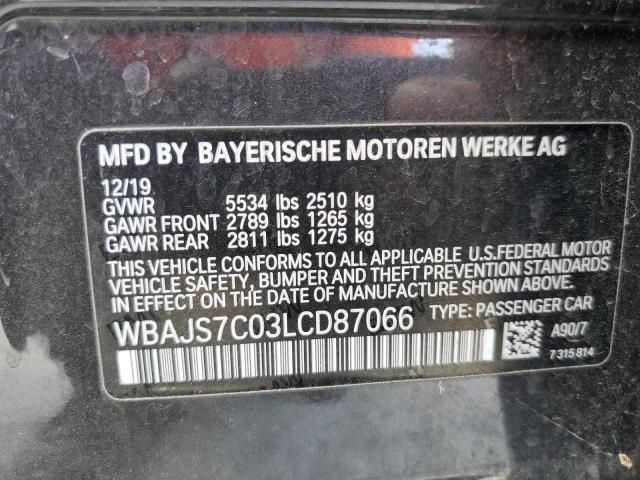 MFD BY BAYERISCHE MOTOREN WERKE AG
12/19
GVWR 5534 lbs 2510 kg
GAWR FRONT 2789 lbs 1265 kg
GAWR REAR 2811 lbs 1275 kg
THIS VEHICLE CONFORMS TO ALL APPLICABLE U.S.FEDERAL MOTOR
VEHICLE SAFETY, BUMPER AND THEFT PREVENTION STANDARDS
IN EFFECT ON THE DATE OF MANUFACTURE SHOWN ABOVE.
WBAJS7C03LCD87066 TYPE: PASSENGER CAR
A90/7
7 315 814